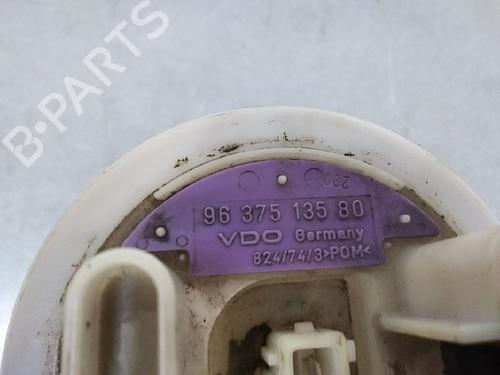 B-PARTS
96 375 135 80
VDO Germany
824/74/3>POM<